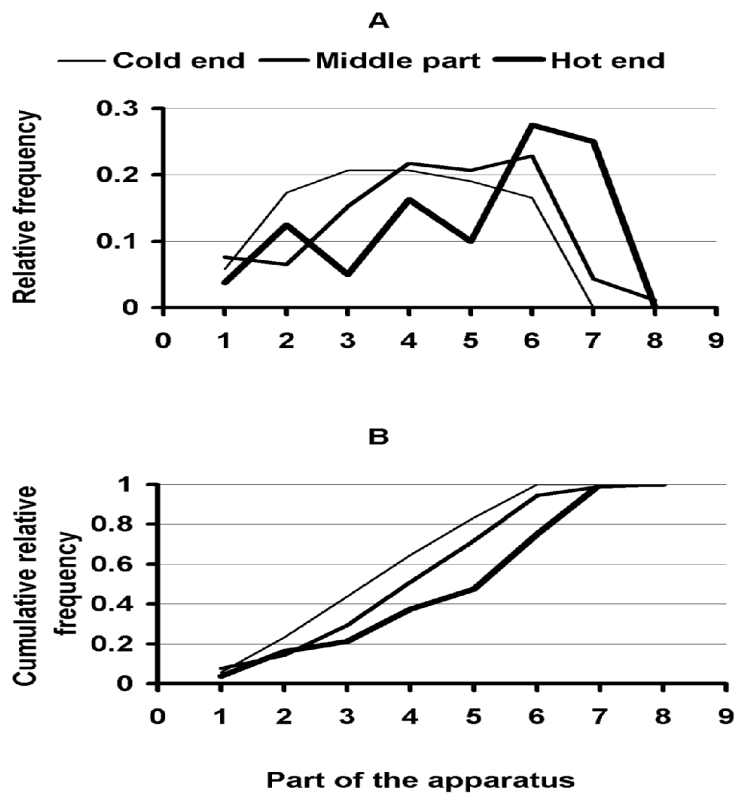 A
Cold end Middle part Hot end
Relative frequency
0.3
0.2
0.1
0
0 1 2 3 4 5 6 7 8 9
B
Cumulative relative
frequency
1
0.8
0.6
0.4
0.2
0
0 1 2 3 4 5 6 7 8 9
Part of the apparatus